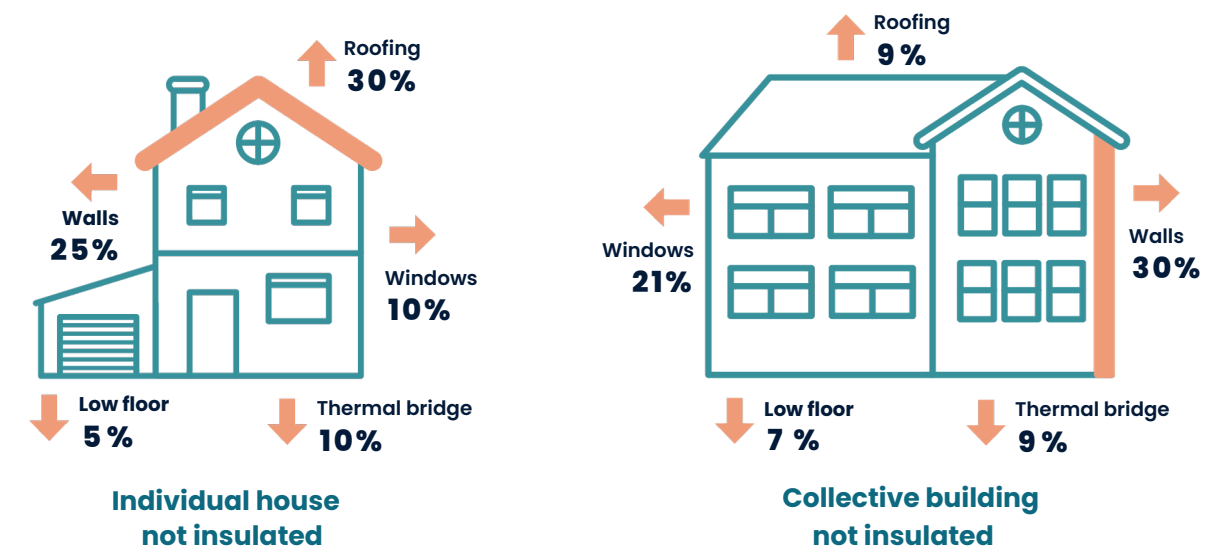 Roofing
30%
Walls
25%
Windows
10%
Low floor
5%
Thermal bridge
10%
Individual house
not insulated
Roofing
9%
Windows
21%
Walls
30%
Low floor
7 %
Thermal bridge
9%
Collective building
not insulated